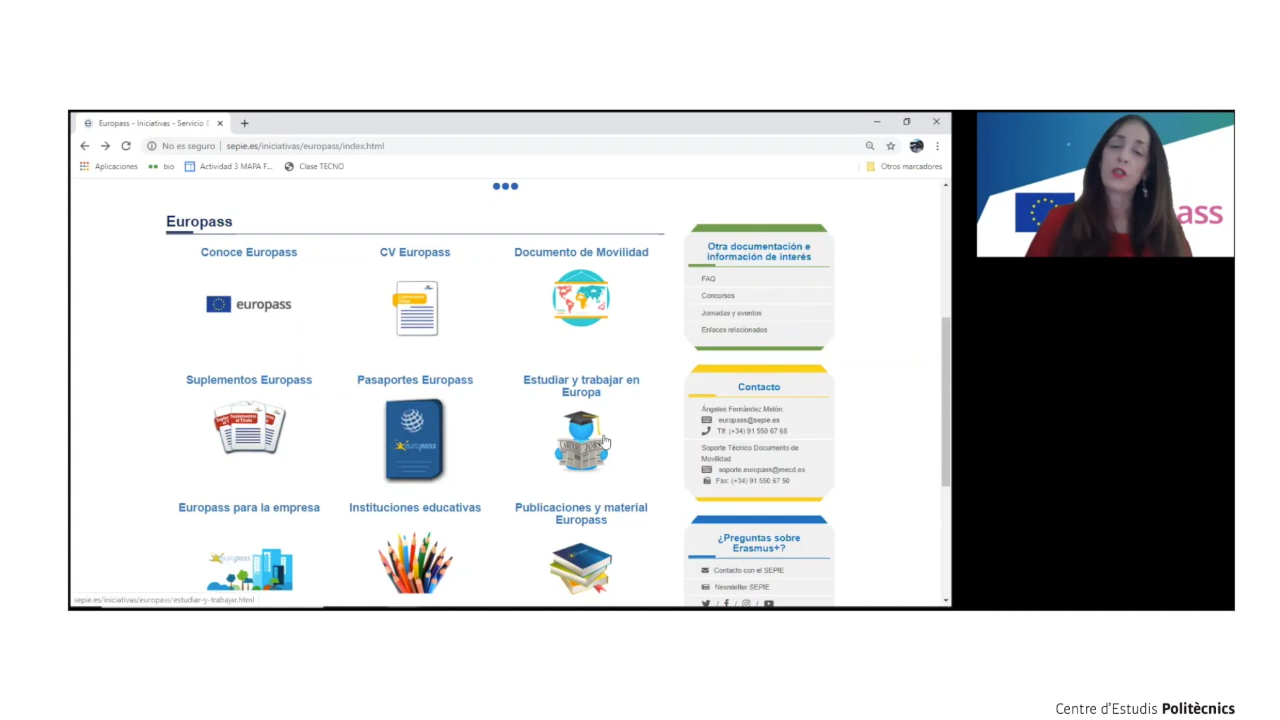 Europass - Iniciativas - Servicio E
No es seguro | sepie.es/iniciativas/europass/index.html
Aplicaciones
bio
Actividad 3 MAPA F...
Clase TECNO
Otros marcadores
Europass
Conoce Europass
CV Europass
Documento de Movilidad
europass
Suplementos Europass
Pasaportes Europass
Estudiar y trabajar en
Europa
europass
Europass para la empresa
Instituciones educativas
Publicaciones y material
Europass
europass
sepie.es/iniciativas/europass/estudiar-y-trabajar.html
Otra documentación e
información de interés
FAQ
Concursos
Jornadas y eventos
Enlaces relacionados
Contacto
Ángeles Fernández Melón:
europass@sepie.es
Tlf: (+34) 91 550 67 68
Soporte Técnico Documento de
Movilidad
soporte.europass@mecd.es
Fax: (+34) 91 550 67 50
¿Preguntas sobre
Erasmus+?
Contacto con el SEPIE
Newsletter SEPIE
ass
Centre d'Estudis Politècnics